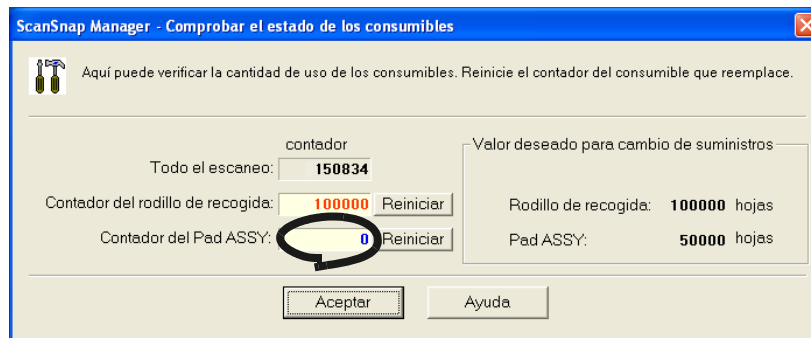 ScanSnap Manager - Comprobar el estado de los consumibles
Aquí puede verificar la cantidad de uso de los consumibles. Reinicie el contador del consumible que reemplace.
contador
Todo el escaneo: 150834
Contador del rodillo de recogida: 100000 Reiniciar
Contador del Pad ASSY: 0 Reiniciar
Valor deseado para cambio de suministros
Rodillo de recogida: 100000 hojas
Pad ASSY: 50000 hojas
Aceptar Ayuda